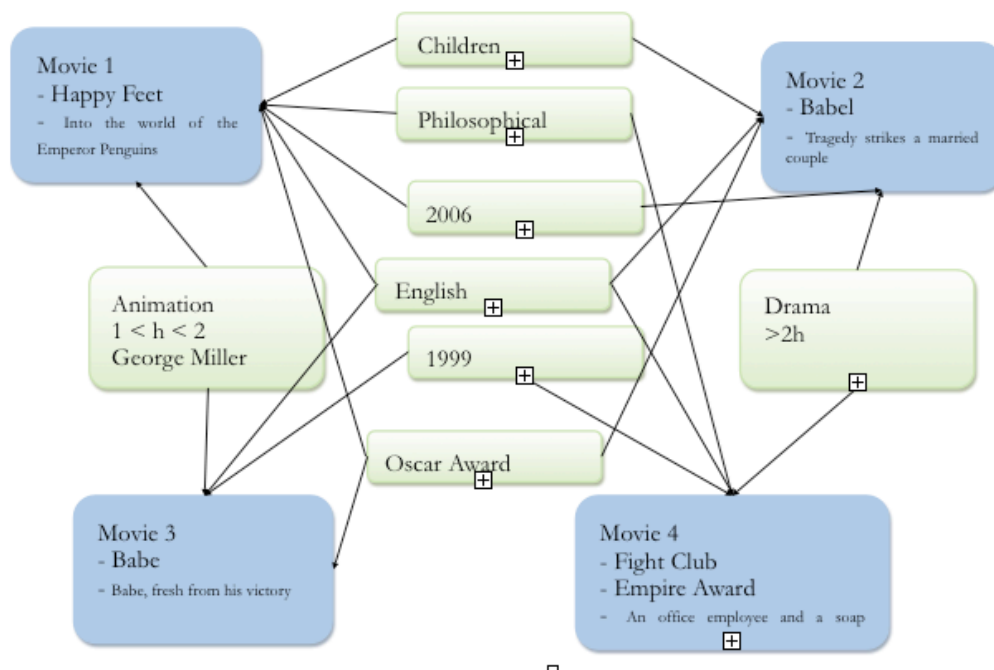 Movie 1
- Happy Feet
- Into the world of the
Emperor Penguins
Children
Philosophical
2006
English
1999
Oscar Award
Movie 2
- Babel
- Tragedy strikes a married
couple
Animation
1 < h < 2
George Miller
Drama
>2h
Movie 3
- Babe
- Babe, fresh from his victory
Movie 4
- Fight Club
- Empire Award
- An office employee and a soap